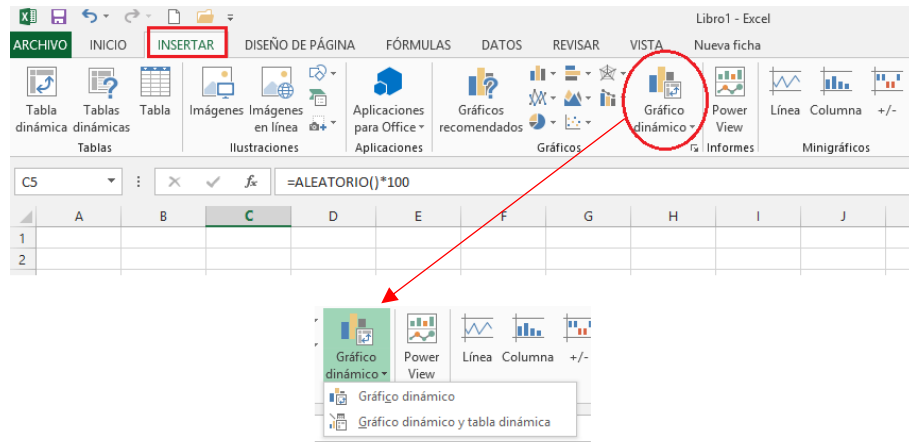 Libro1 - Excel
ARCHIVO INICIO INSERTAR DISEÑO DE PÁGINA FÓRMULAS DATOS REVISAR VISTA Nueva ficha
Tabla dinámica
Tablas dinámicas
Tabla
Imágenes
Imágenes en línea
Aplicaciones para Office
Gráficos recomendados
Gráfico dinámico
Power View
Línea
Columna
+/-
Tablas Ilustraciones Aplicaciones Gráficos Informes Minigráficos
C5 fx =ALEATORIO()*100
A B C D E F G H I J
1
2
Gráfico dinámico
Power View
Línea
Columna
+/-
Gráfico dinámico
Gráfico dinámico y tabla dinámica